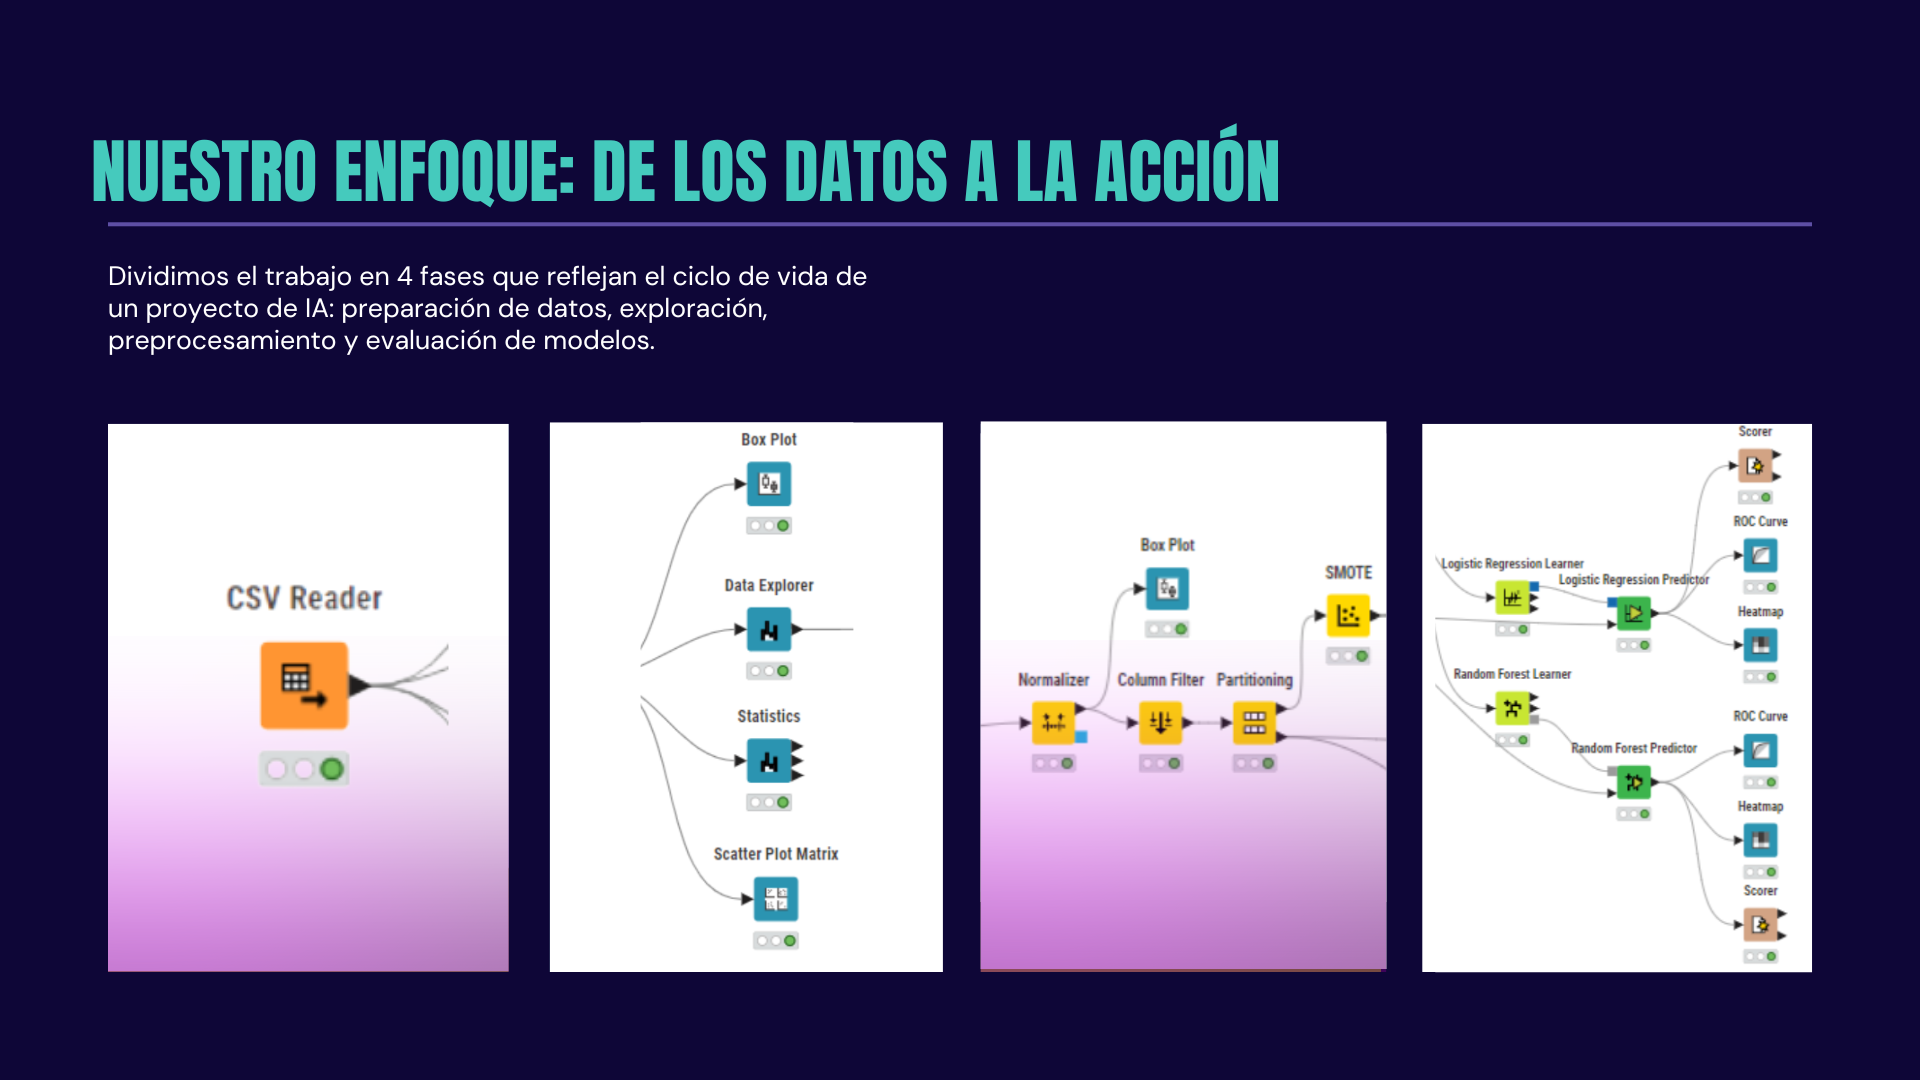 NUESTRO ENFOQUE: DE LOS DATOS A LA ACCIÓN
Dividimos el trabajo en 4 fases que reflejan el ciclo de vida de
un proyecto de IA: preparación de datos, exploración,
preprocesamiento y evaluación de modelos.
CSV Reader
Box Plot
Data Explorer
Statistics
Scatter Plot Matrix
Box Plot
SMOTE
Normalizer
Column Filter
Partitioning
Scorer
ROC Curve
Logistic Regression Learner
Logistic Regression Predictor
Heatmap
Random Forest Learner
ROC Curve
Random Forest Predictor
Heatmap
Scorer